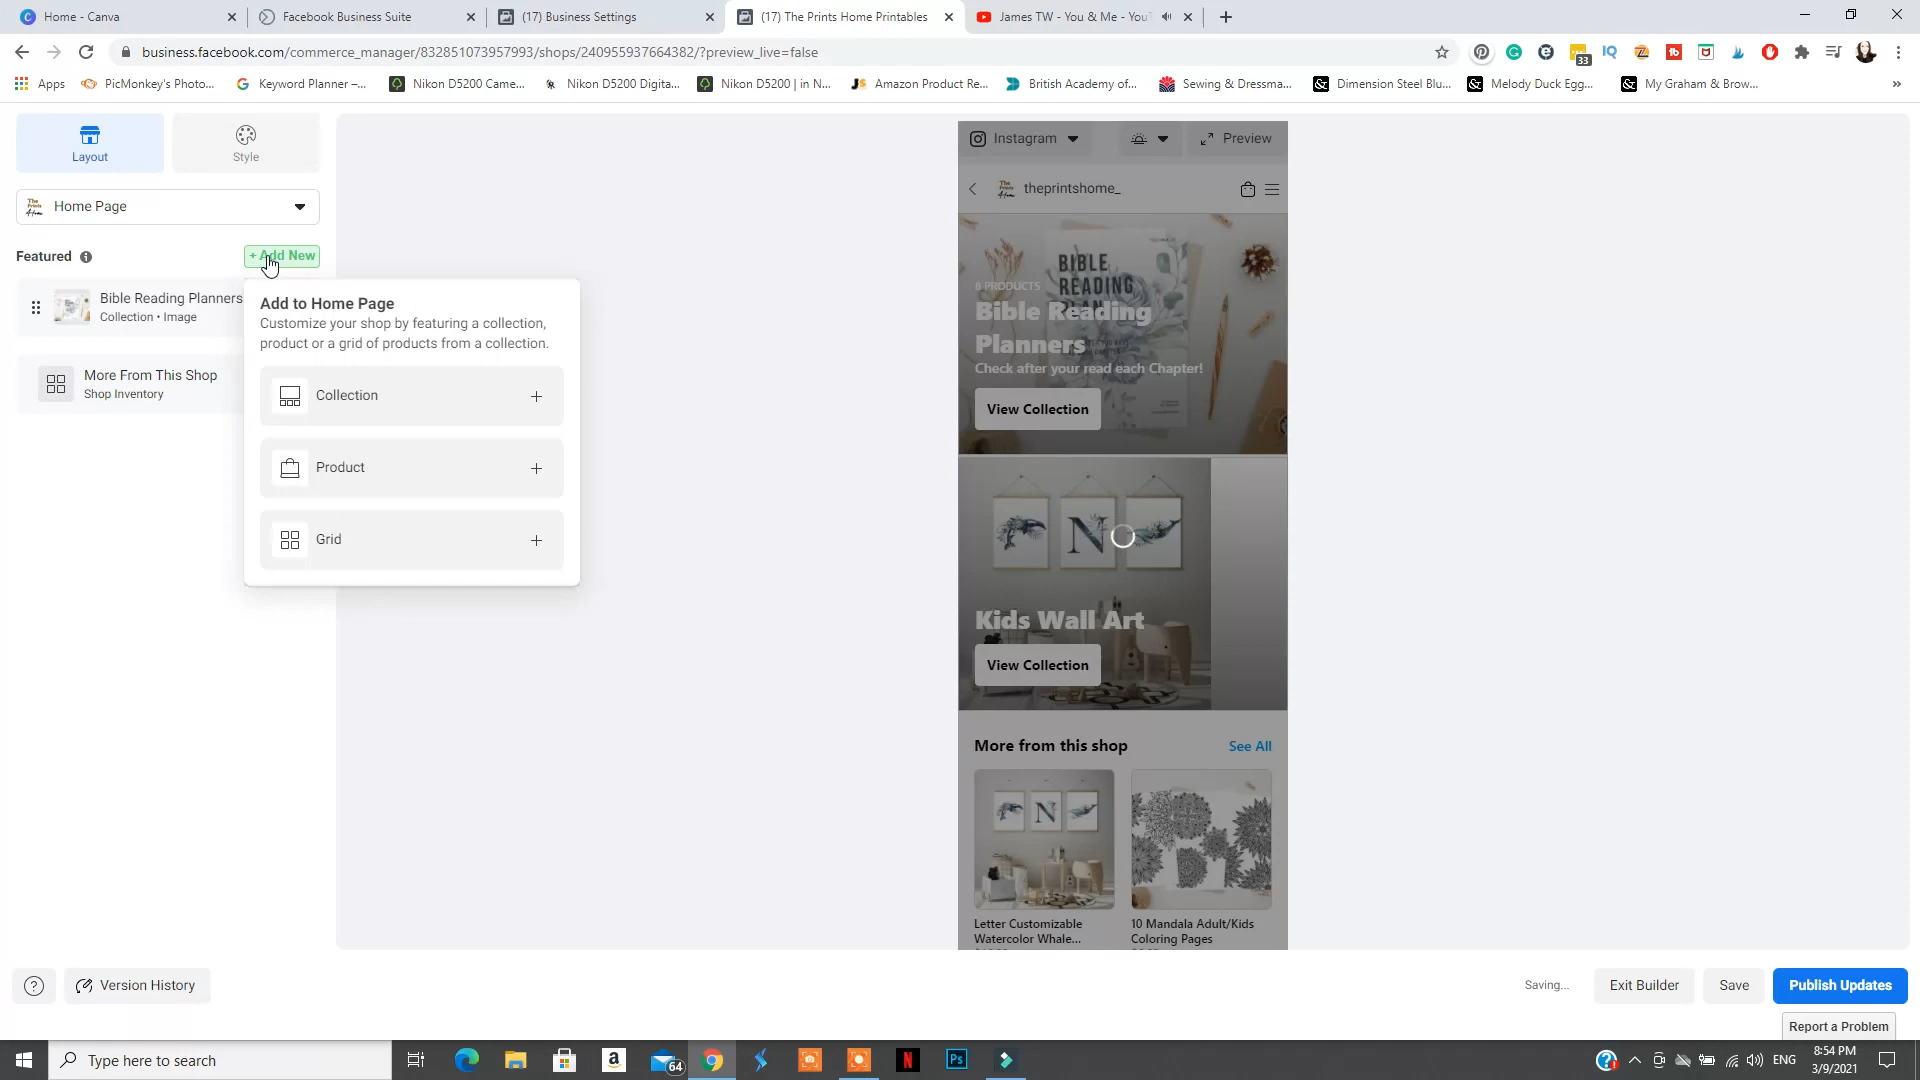 Home - Canva
Facebook Business Suite
(17) Business Settings
(17) The Prints Home Printables
James TW - You & Me - YouT
business.facebook.com/commerce_manager/832851073957993/shops/240955937664382/?preview_live=false
33
Apps
PicMonkey's Photo...
Keyword Planner –...
Nikon D5200 Came...
Nikon D5200 Digita...
Nikon D5200 | in N...
Amazon Product Re...
British Academy of...
Sewing & Dressma...
Dimension Steel Blu...
Melody Duck Egg...
My Graham & Brow...
»
Layout
Style
Home Page
Featured
+ Add New
Bible Reading Planners
Collection • Image
More From This Shop
Shop Inventory
Add to Home Page
Customize your shop by featuring a collection,
product or a grid of products from a collection.
Collection
Product
Grid
Instagram
Preview
theprintshome_
BIBLE
READING
PLAN
8 PRODUCTS
Bible Reading
Planners
Check after your read each Chapter!
View Collection
N
Kids Wall Art
View Collection
More from this shop
See All
N
Letter Customizable
Watercolor Whale...
10 Mandala Adult/Kids
Coloring Pages
Version History
Saving...
Exit Builder
Save
Publish Updates
Report a Problem
Type here to search
64
N
Ps
ENG
8:54 PM
3/9/2021